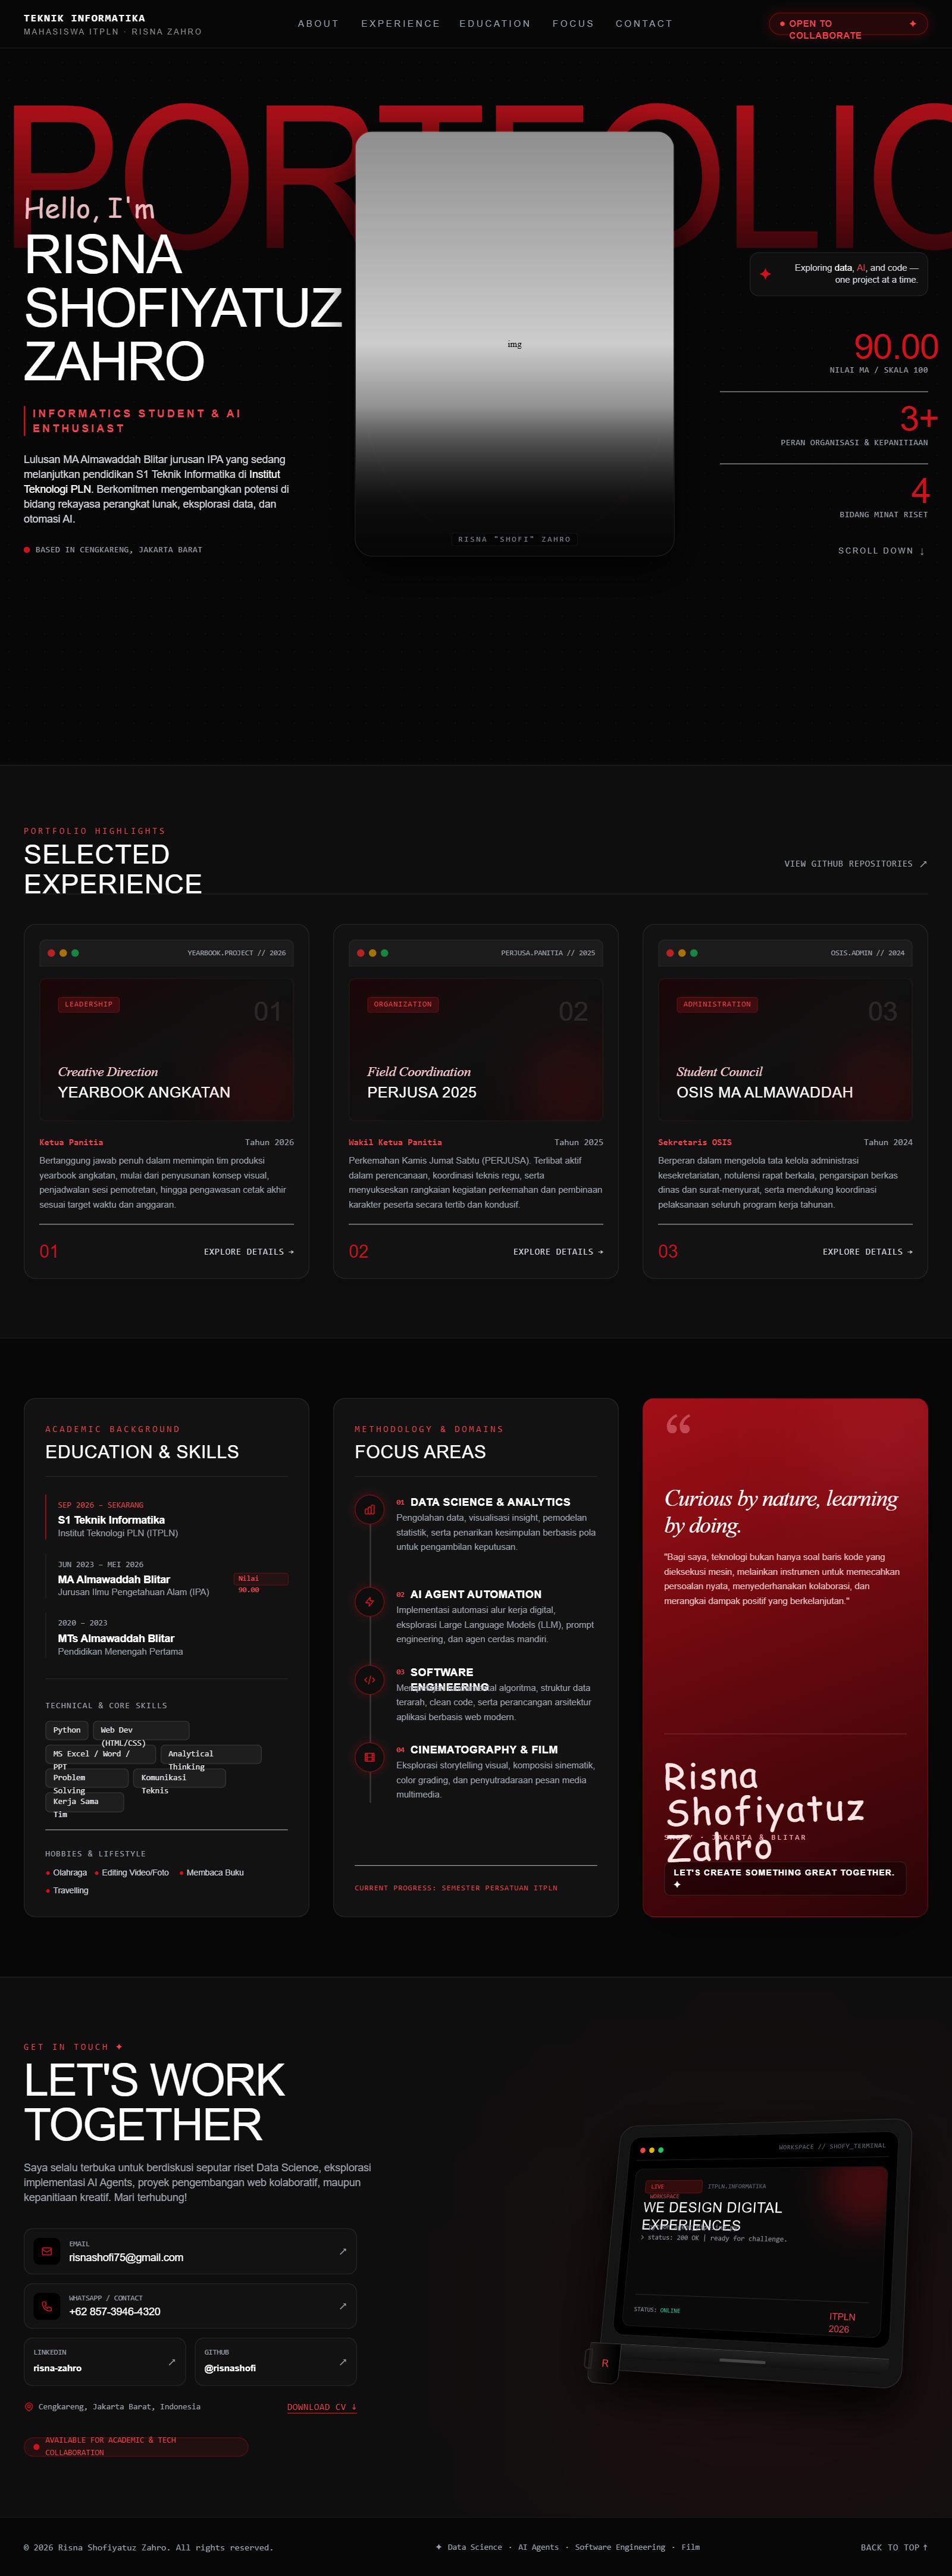 TEKNIK INFORMATIKA
MAHASISWA ITPLN · RISNA ZAHRO
ABOUT EXPERIENCE EDUCATION FOCUS CONTACT
● OPEN TO COLLABORATE ✦
PORTFOLIO
Hello, I'm
RISNA
SHOFIYATUZ
ZAHRO
INFORMATICS STUDENT & AI
ENTHUSIAST
Lulusan MA Almawaddah Blitar jurusan IPA yang sedang
melanjutkan pendidikan S1 Teknik Informatika di Institut
Teknologi PLN. Berkomitmen mengembangkan potensi di
bidang rekayasa perangkat lunak, eksplorasi data, dan
otomasi AI.
BASED IN CENGKARENG, JAKARTA BARAT
img
RISNA "SHOFI" ZAHRO
✦ Exploring data, AI, and code —
one project at a time.
90.00
NILAI MA / SKALA 100
3+
PERAN ORGANISASI & KEPANITIAAN
4
BIDANG MINAT RISET
SCROLL DOWN ↓
PORTFOLIO HIGHLIGHTS
SELECTED
EXPERIENCE
VIEW GITHUB REPOSITORIES ↗
YEARBOOK.PROJECT // 2026
LEADERSHIP
01
Creative Direction
YEARBOOK ANGKATAN
Ketua Panitia Tahun 2026
Bertanggung jawab penuh dalam memimpin tim produksi
yearbook angkatan, mulai dari penyusunan konsep visual,
penjadwalan sesi pemotretan, hingga pengawasan cetak akhir
sesuai target waktu dan anggaran.
01 EXPLORE DETAILS →
PERJUSA.PANITIA // 2025
ORGANIZATION
02
Field Coordination
PERJUSA 2025
Wakil Ketua Panitia Tahun 2025
Perkemahan Kamis Jumat Sabtu (PERJUSA). Terlibat aktif
dalam perencanaan, koordinasi teknis regu, serta
menyukseskan rangkaian kegiatan perkemahan dan pembinaan
karakter peserta secara tertib dan kondusif.
02 EXPLORE DETAILS →
OSIS.ADMIN // 2024
ADMINISTRATION
03
Student Council
OSIS MA ALMAWADDAH
Sekretaris OSIS Tahun 2024
Berperan dalam mengelola tata kelola administrasi
kesekretariatan, notulensi rapat berkala, pengarsipan berkas
dinas dan surat-menyurat, serta mendukung koordinasi
pelaksanaan seluruh program kerja tahunan.
03 EXPLORE DETAILS →
ACADEMIC BACKGROUND
EDUCATION & SKILLS
SEP 2026 – SEKARANG
S1 Teknik Informatika
Institut Teknologi PLN (ITPLN)
JUN 2023 – MEI 2026
MA Almawaddah Blitar
Jurusan Ilmu Pengetahuan Alam (IPA)
Nilai
90.00
2020 – 2023
MTs Almawaddah Blitar
Pendidikan Menengah Pertama
TECHNICAL & CORE SKILLS
Python
Web Dev
(HTML/CSS)
MS Excel / Word /
PPT
Analytical
Thinking
Problem
Solving
Komunikasi
Teknis
Kerja Sama
Tim
HOBBIES & LIFESTYLE
● Olahraga ● Editing Video/Foto ● Membaca Buku
● Travelling
METHODOLOGY & DOMAINS
FOCUS AREAS
01 DATA SCIENCE & ANALYTICS
Pengolahan data, visualisasi insight, pemodelan
statistik, serta penarikan kesimpulan berbasis pola
untuk pengambilan keputusan.
02 AI AGENT AUTOMATION
Implementasi automasi alur kerja digital,
eksplorasi Large Language Models (LLM), prompt
engineering, dan agen cerdas mandiri.
03 SOFTWARE
ENGINEERING
algoritma, struktur data
terarah, clean code, serta perancangan arsitektur
aplikasi berbasis web modern.
04 CINEMATOGRAPHY & FILM
Eksplorasi storytelling visual, komposisi sinematik,
color grading, dan penyutradaraan pesan media
multimedia.
CURRENT PROGRESS: SEMESTER PERSATUAN ITPLN
“
Curious by nature, learning
by doing.
"Bagi saya, teknologi bukan hanya soal baris kode yang
dieksekusi mesin, melainkan instrumen untuk memecahkan
persoalan nyata, menyederhanakan kolaborasi, dan
merangkai dampak positif yang berkelanjutan."
Risna
Shofiyatuz
Zahro
· JAKARTA & BLITAR
LET'S CREATE SOMETHING GREAT TOGETHER.
✦
GET IN TOUCH ✦
LET'S WORK
TOGETHER
Saya selalu terbuka untuk berdiskusi seputar riset Data Science, eksplorasi
implementasi AI Agents, proyek pengembangan web kolaboratif, maupun
kepanitiaan kreatif. Mari terhubung!
EMAIL
risnashofi75@gmail.com ↗
WHATSAPP / CONTACT
+62 857-3946-4320 ↗
LINKEDIN
risna-zahro ↗
GITHUB
@risnashofi ↗
Cengkareng, Jakarta Barat, Indonesia
DOWNLOAD CV ↓
AVAILABLE FOR ACADEMIC & TECH
COLLABORATION
WORKSPACE // SHOFY_TERMINAL
LIVE
WORKSPACE
ITPLN.INFORMATIKA
WE DESIGN DIGITAL
EXPERIENCES
> status: 200 OK | ready for challenge.
STATUS: ONLINE
ITPLN
2026
R
© 2026 Risna Shofiyatuz Zahro. All rights reserved.
✦ Data Science · AI Agents · Software Engineering · Film
BACK TO TOP ↑